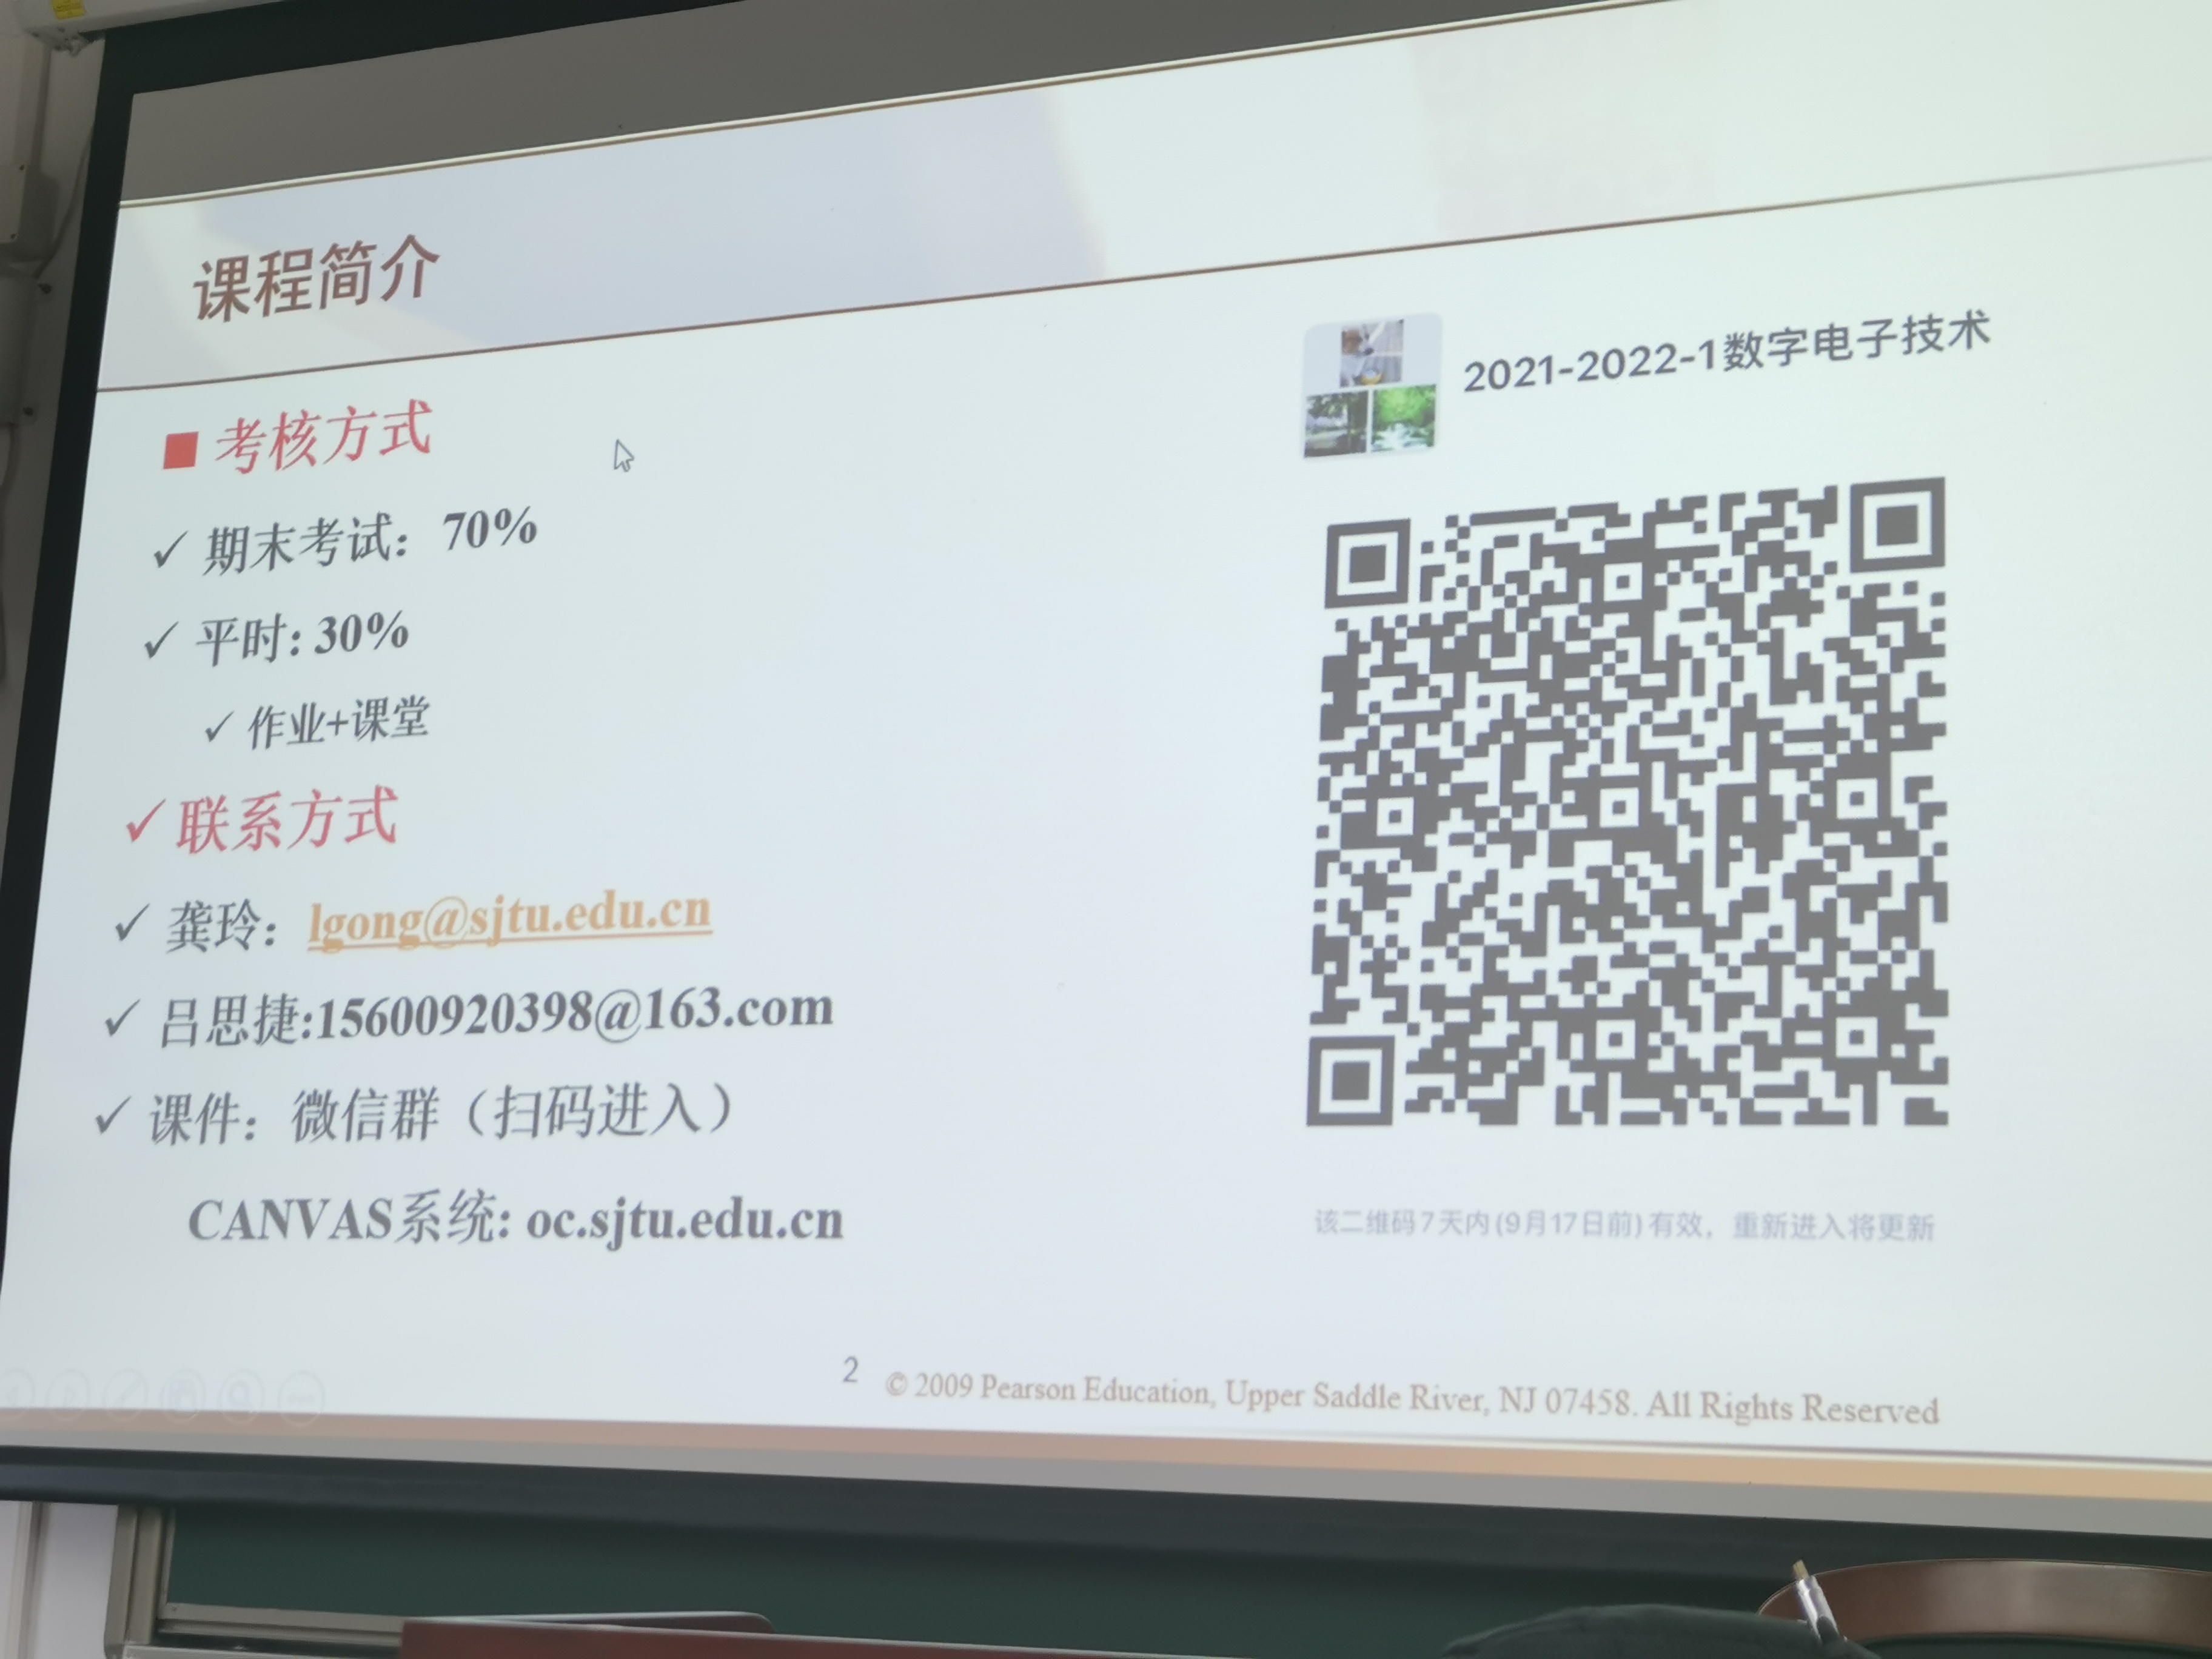 课程简介
■ 考核方式
✓ 期末考试：70%
✓ 平时: 30%
✓ 作业+课堂
✓ 联系方式
✓ 龚玲：lgong@sjtu.edu.cn
✓ 吕思捷:15600920398@163.com
✓ 课件：微信群（扫码进入）
CANVAS系统: oc.sjtu.edu.cn
2021-2022-1数字电子技术
该二维码7天内(9月17日前)有效，重新进入将更新
2
© 2009 Pearson Education, Upper Saddle River, NJ 07458. All Rights Reserved